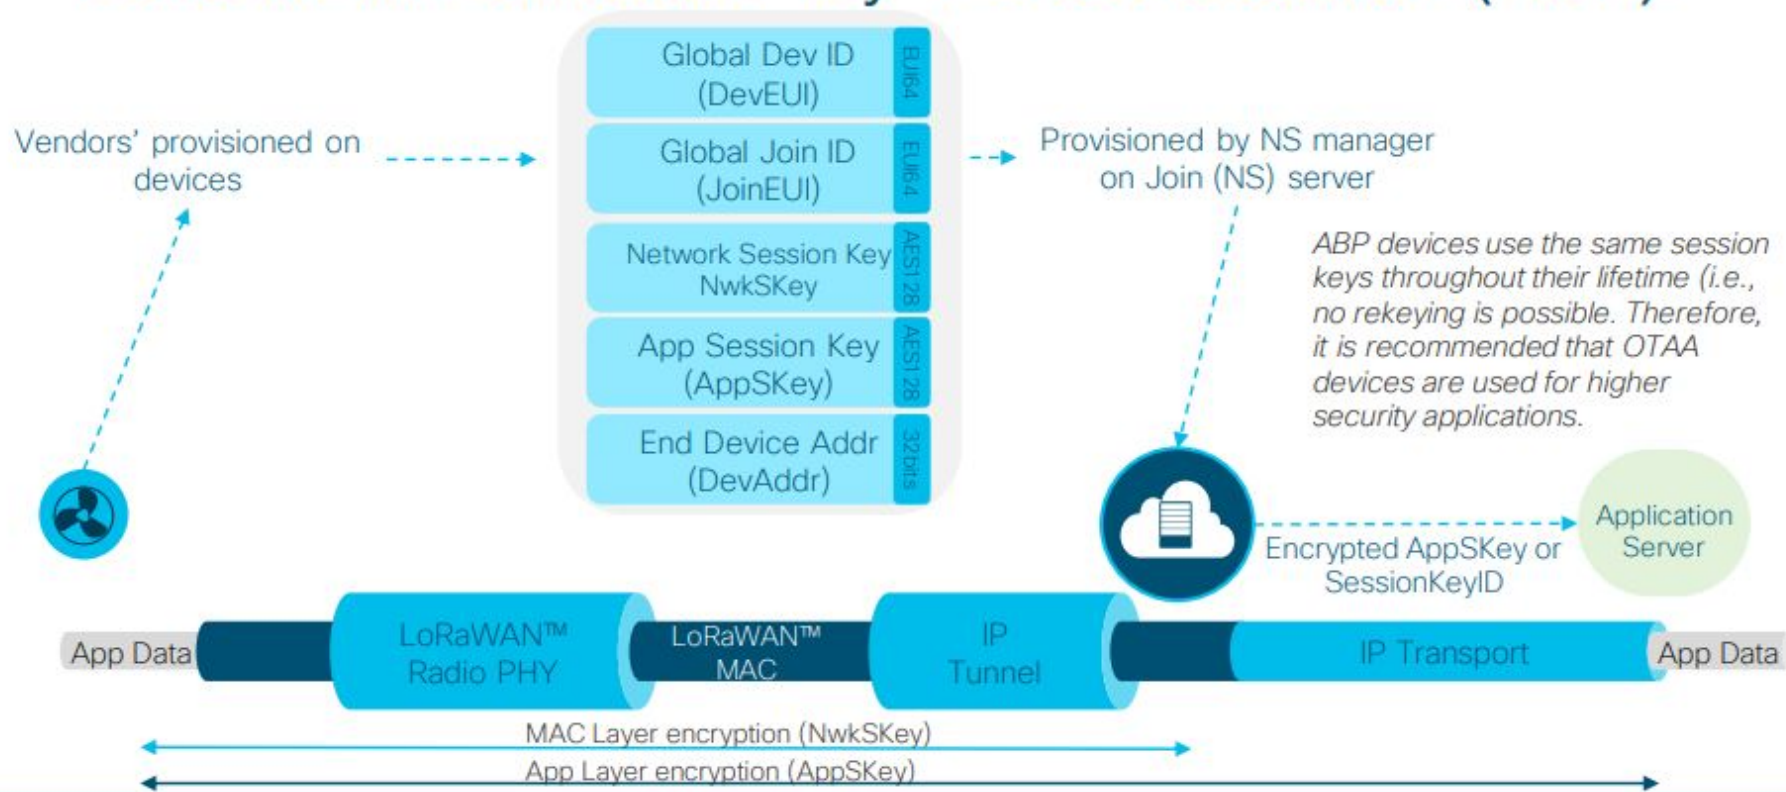 Global Dev ID
(DevEUI)
EUI64
Global Join ID
(JoinEUI)
EUI64
Network Session Key
NwkSKey
AES128
App Session Key
(AppSKey)
AES128
End Device Addr
(DevAddr)
32bits
Vendors’ provisioned on
devices
Provisioned by NS manager
on Join (NS) server
ABP devices use the same session
keys throughout their lifetime (i.e.,
no rekeying is possible. Therefore,
it is recommended that OTAA
devices are used for higher
security applications.
Application
Server
Encrypted AppSKey or
SessionKeyID
App Data
LoRaWAN™
Radio PHY
LoRaWAN™
MAC
IP
Tunnel
IP Transport
App Data
MAC Layer encryption (NwkSKey)
App Layer encryption (AppSKey)